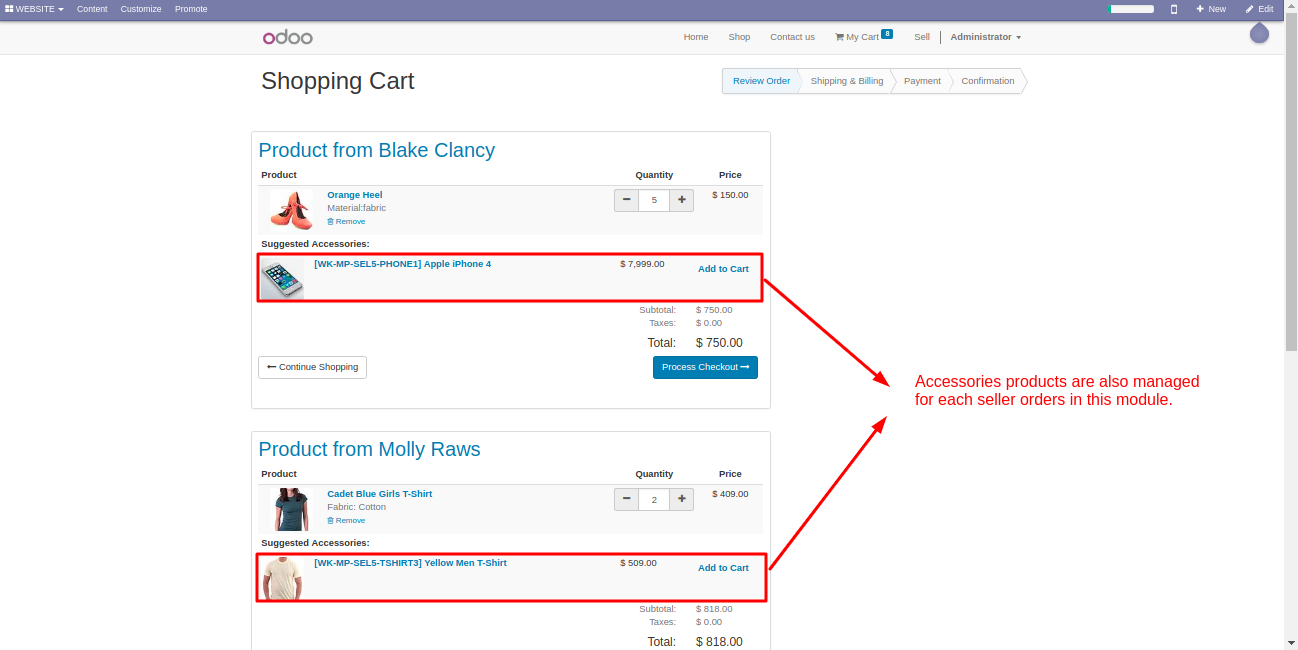 WEBSITE Content Customize Promote New Edit
odoo Home Shop Contact us My Cart 8 Sell Administrator
Shopping Cart Review Order Shipping & Billing Payment Confirmation
Product from Blake Clancy
Product Quantity Price
Orange Heel 5 $ 150.00
Material:fabric
Remove
Suggested Accessories:
[WK-MP-SEL5-PHONE1] Apple iPhone 4 $ 7,999.00 Add to Cart
Subtotal: $ 750.00
Taxes: $ 0.00
Total: $ 750.00
Continue Shopping Process Checkout
Accessories products are also managed
for each seller orders in this module.
Product from Molly Raws
Product Quantity Price
Cadet Blue Girls T-Shirt 2 $ 409.00
Fabric: Cotton
Remove
Suggested Accessories:
[WK-MP-SEL5-TSHIRT3] Yellow Men T-Shirt $ 509.00 Add to Cart
Subtotal: $ 818.00
Taxes: $ 0.00
Total: $ 818.00